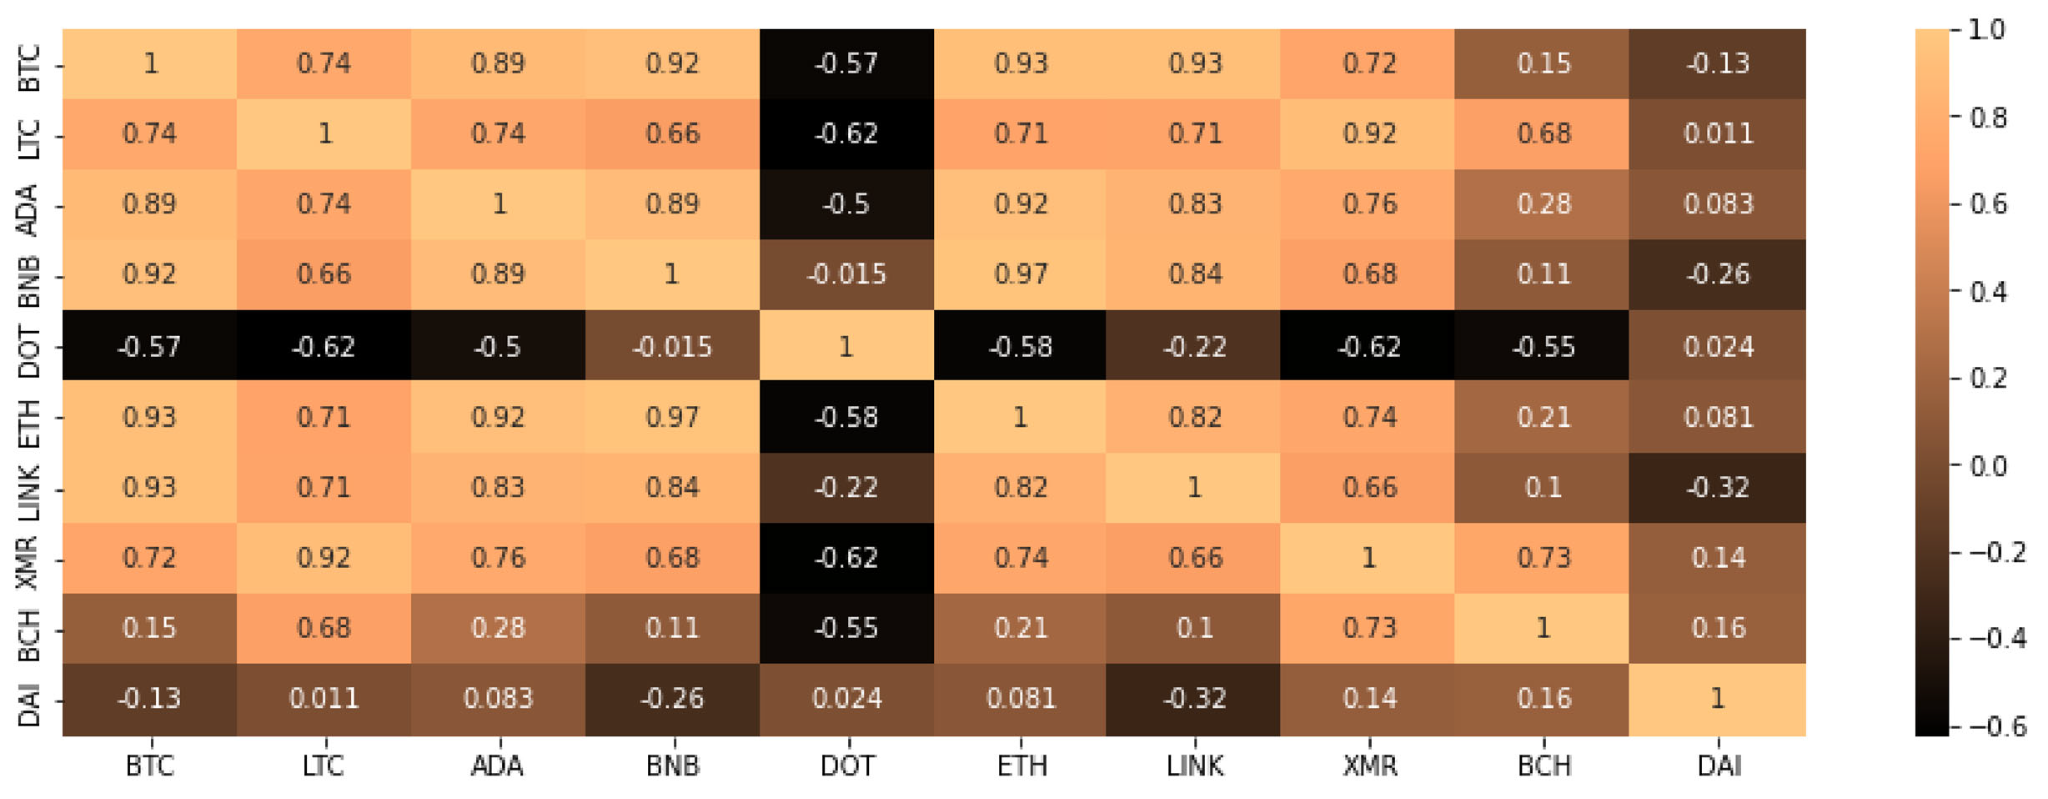 BTC 1 0.74 0.89 0.92 -0.57 0.93 0.93 0.72 0.15 -0.13
LTC 0.74 1 0.74 0.66 -0.62 0.71 0.71 0.92 0.68 0.011
ADA 0.89 0.74 1 0.89 -0.5 0.92 0.83 0.76 0.28 0.083
BNB 0.92 0.66 0.89 1 -0.015 0.97 0.84 0.68 0.11 -0.26
DOT -0.57 -0.62 -0.5 -0.015 1 -0.58 -0.22 -0.62 -0.55 0.024
ETH 0.93 0.71 0.92 0.97 -0.58 1 0.82 0.74 0.21 0.081
LINK 0.93 0.71 0.83 0.84 -0.22 0.82 1 0.66 0.1 -0.32
XMR 0.72 0.92 0.76 0.68 -0.62 0.74 0.66 1 0.73 0.14
BCH 0.15 0.68 0.28 0.11 -0.55 0.21 0.1 0.73 1 0.16
DAI -0.13 0.011 0.083 -0.26 0.024 0.081 -0.32 0.14 0.16 1
BTC LTC ADA BNB DOT ETH LINK XMR BCH DAI
1.0
0.8
0.6
0.4
0.2
0.0
−0.2
−0.4
−0.6